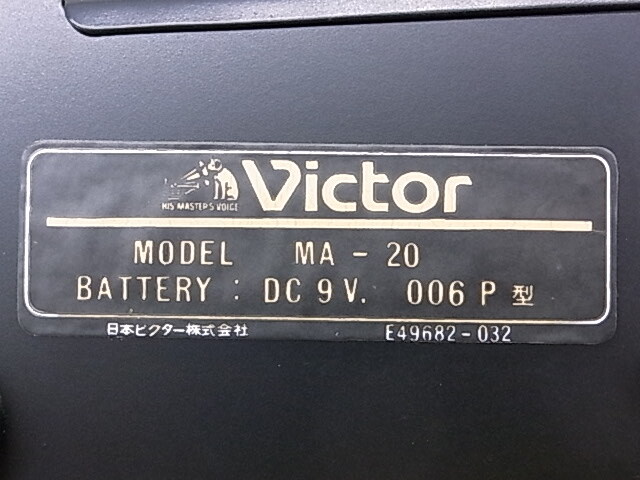 Victor
HIS MASTER'S VOICE
MODEL MA-20
BATTERY : DC 9 V. 006 P 型
日本ビクター株式会社 E49682-032